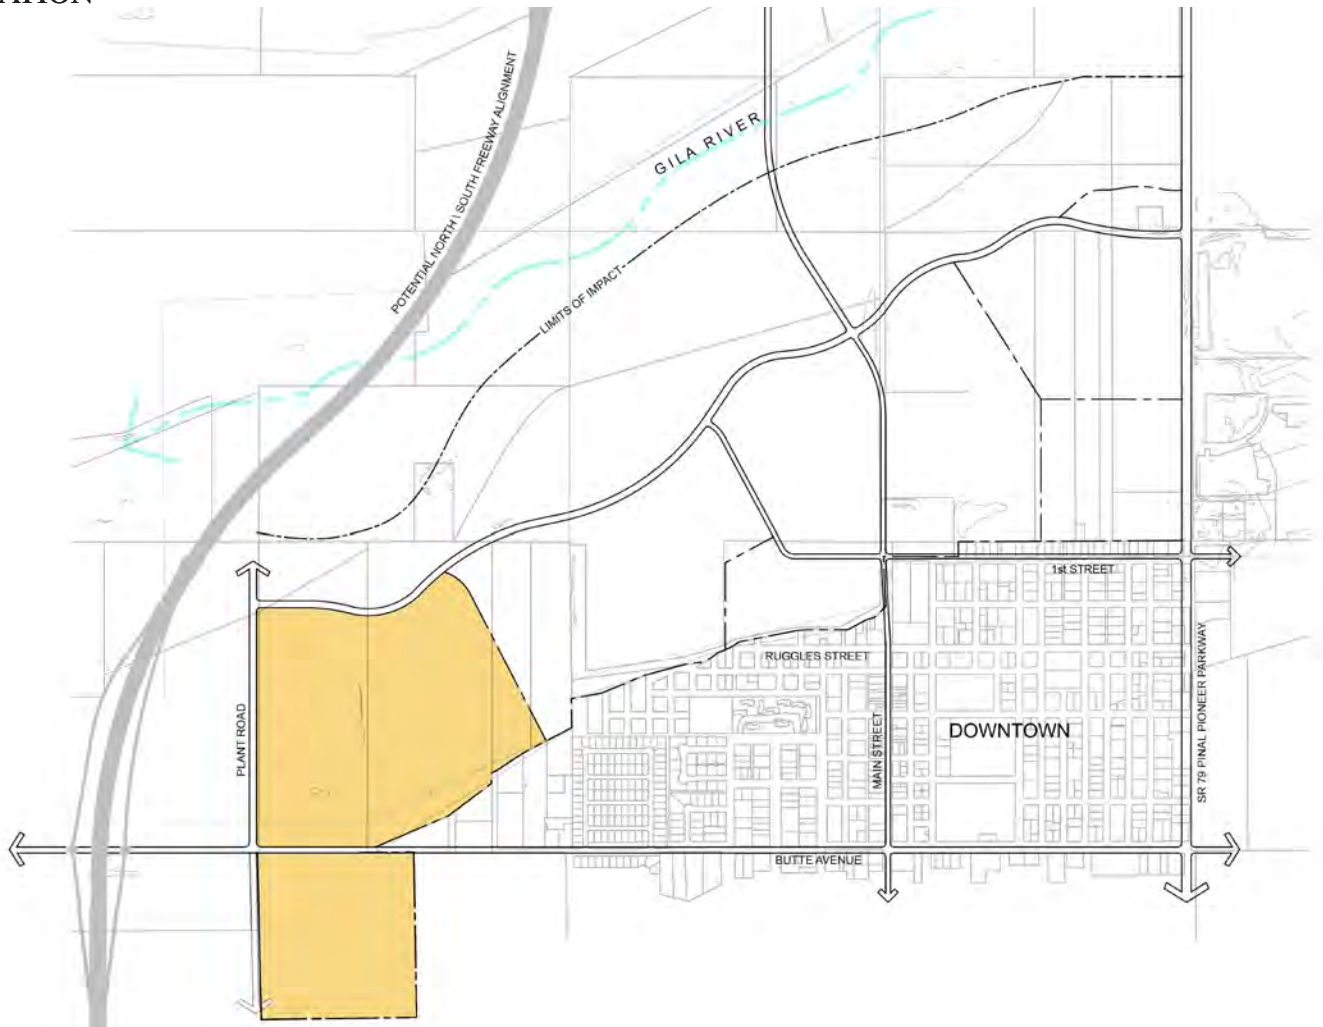 POTENTIAL NORTH \ SOUTH FREEWAY ALIGNMENT
GILA RIVER
LIMITS OF IMPACT
1st STREET
RUGGLES STREET
PLANT ROAD
MAIN STREET
DOWNTOWN
SR 79 PINAL PIONEER PARKWAY
BUTTE AVENUE